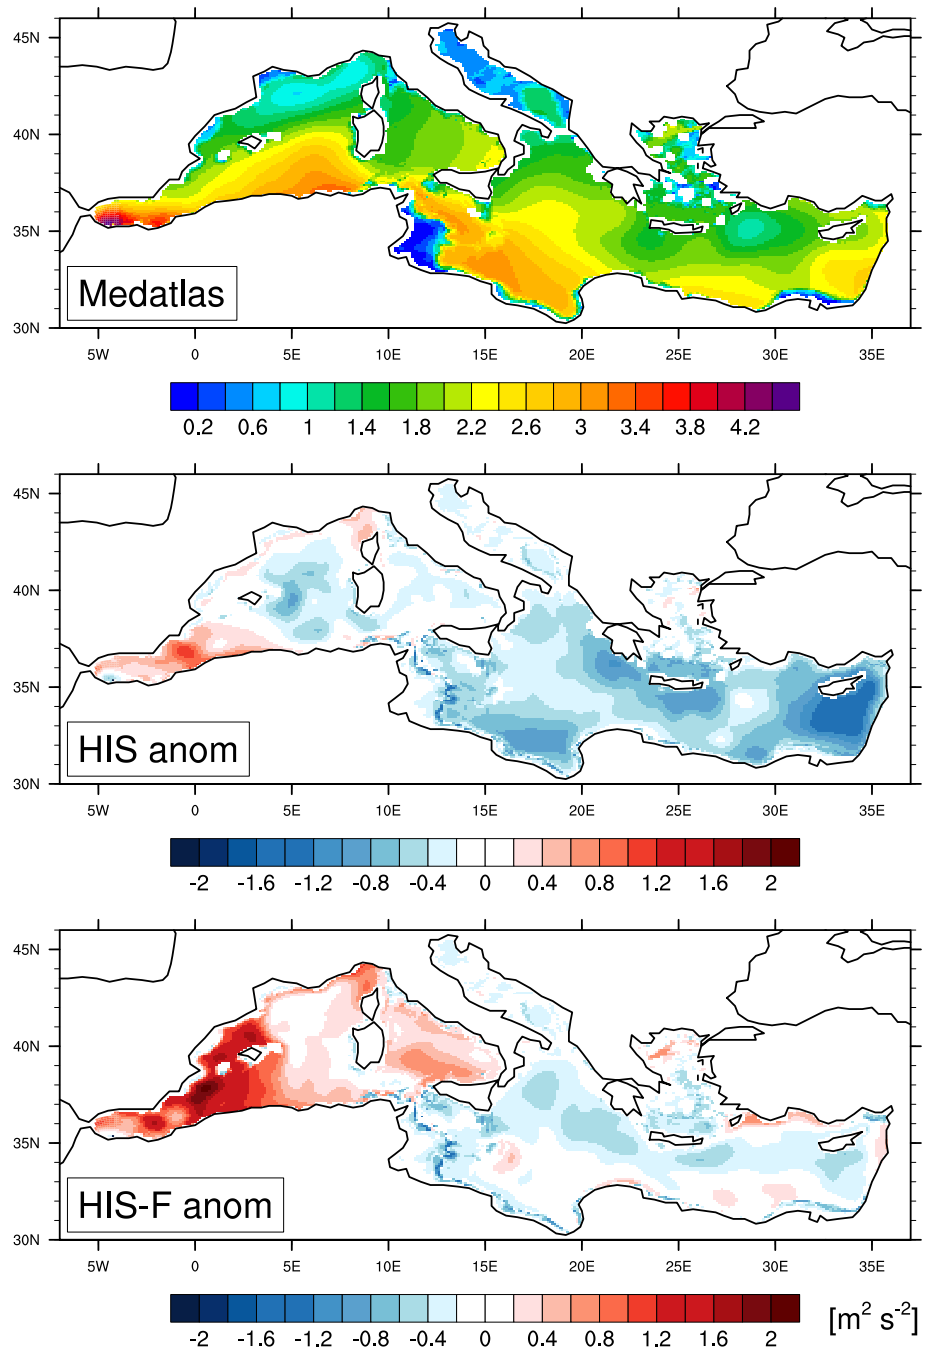 45N
40N
35N
30N
Medatlas
5W 0 5E 10E 15E 20E 25E 30E 35E
0.2 0.6 1 1.4 1.8 2.2 2.6 3 3.4 3.8 4.2
45N
40N
35N
30N
HIS anom
5W 0 5E 10E 15E 20E 25E 30E 35E
-2 -1.6 -1.2 -0.8 -0.4 0 0.4 0.8 1.2 1.6 2
45N
40N
35N
30N
HIS-F anom
5W 0 5E 10E 15E 20E 25E 30E 35E
-2 -1.6 -1.2 -0.8 -0.4 0 0.4 0.8 1.2 1.6 2
[m² s⁻²]